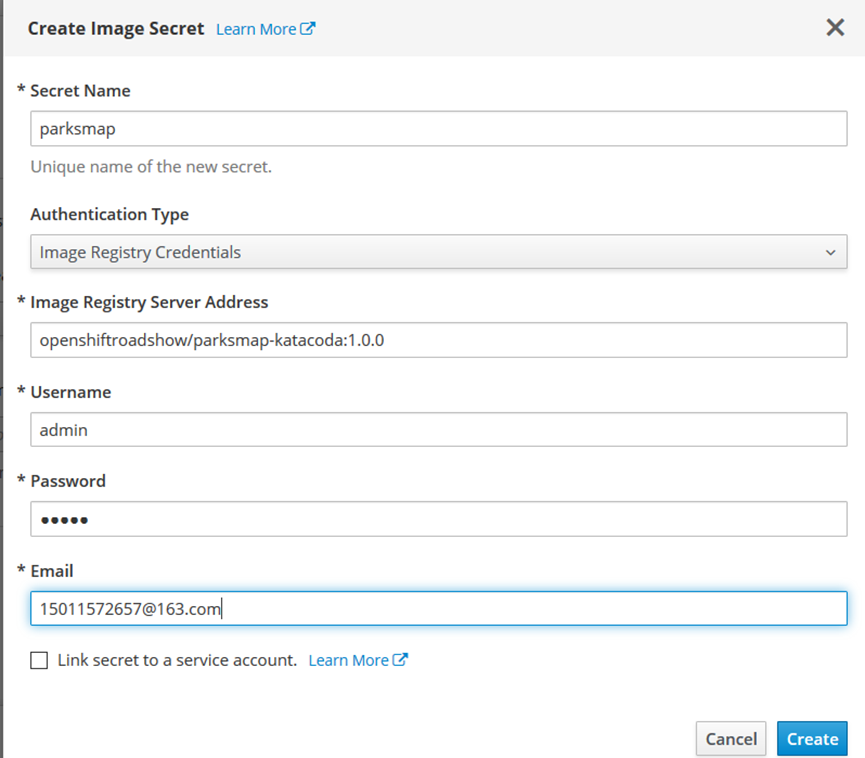 Create Image Secret Learn More
* Secret Name
parksmap
Unique name of the new secret.
Authentication Type
Image Registry Credentials
* Image Registry Server Address
openshiftroadshow/parksmap-katacoda:1.0.0
* Username
admin
* Password
•••••
* Email
15011572657@163.com
Link secret to a service account. Learn More
Cancel Create